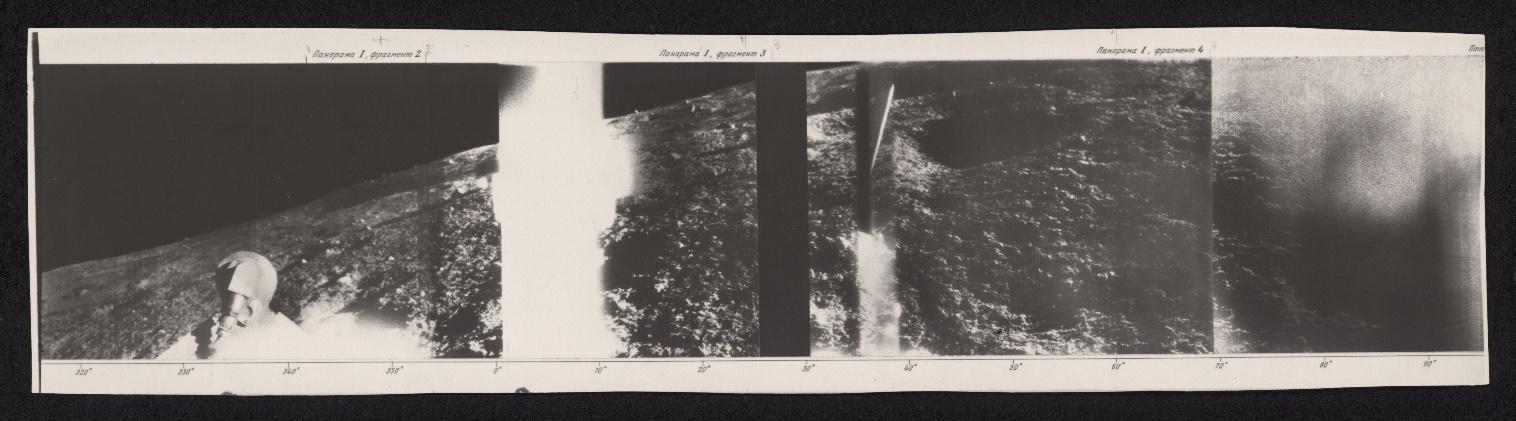 Панорама I, фрагмент 2
Панорама I, фрагмент 3
Панорама I, фрагмент 4
Пано
320° 330° 340° 350° 0° 10° 20° 30° 40° 50° 60° 70° 80° 90°